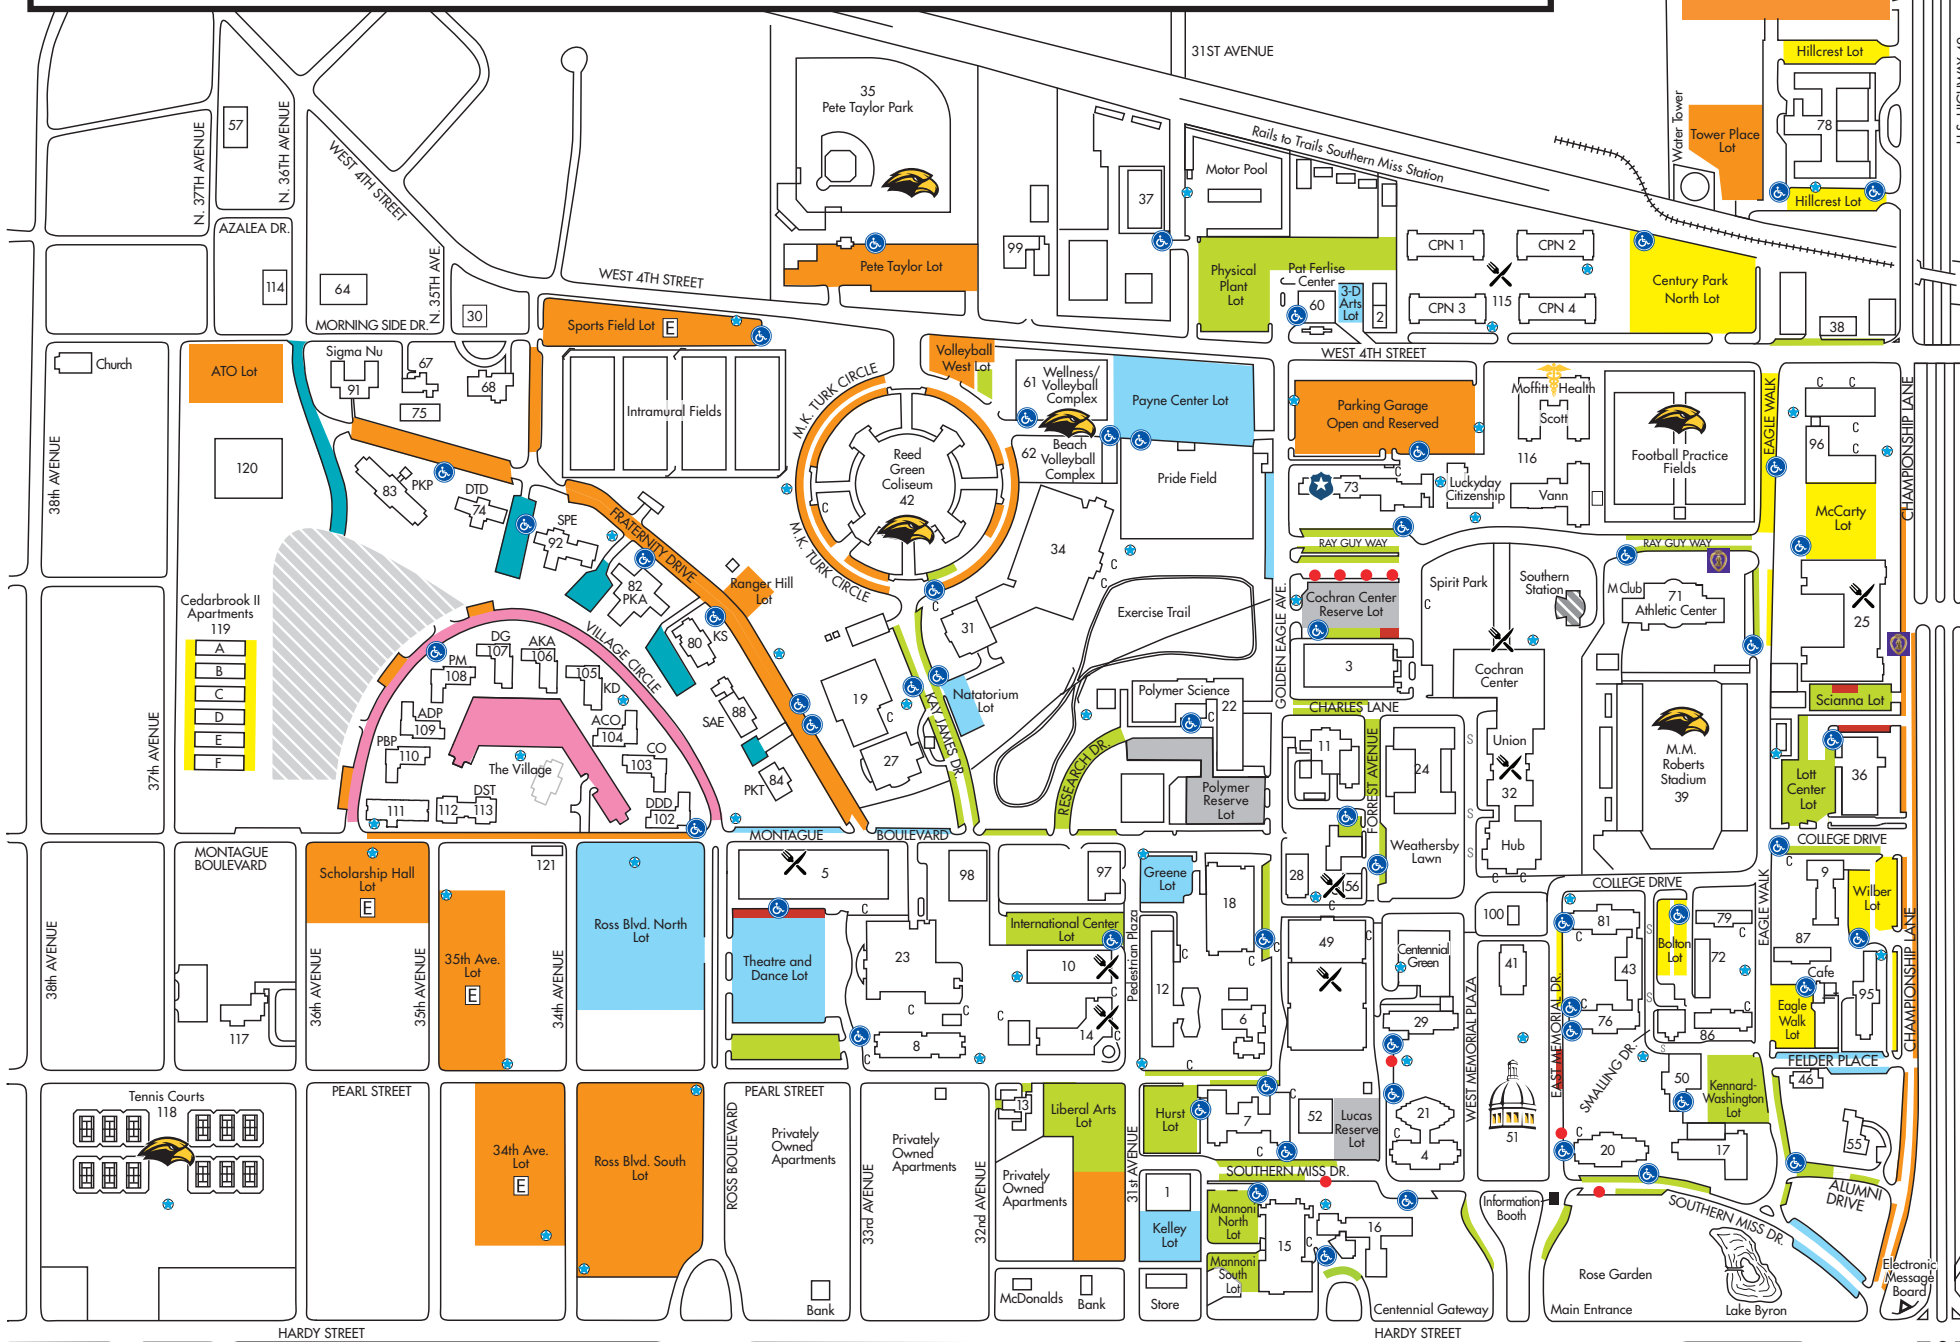 31ST AVENUE
Hillcrest Lot
U.S. HIGHWAY 49
35
Pete Taylor Park
57
N. 37TH AVENUE
N. 36TH AVENUE
WEST 4TH STREET
Water Tower
Tower Place
Lot
78
Rails to Trails Southern Miss Station
Motor Pool
37
Hillcrest Lot
AZALEA DR.
N. 35TH AVE.
99
CPN 1
CPN 2
Pete Taylor Lot
WEST 4TH STREET
Physical
Plant
Lot
Pat Ferlise
Center
60
3-D
Arts
Lot
2
115
CPN 3
CPN 4
Century Park
North Lot
114
64
30
MORNING SIDE DR.
Sports Field Lot
E
38
WEST 4TH STREET
Church
ATO Lot
Sigma Nu
91
67
68
75
Intramural Fields
M.K. TURK CIRCLE
Volleyball
West Lot
61
Wellness/
Volleyball
Complex
Payne Center Lot
Parking Garage
Open and Reserved
Moffitt Health
Scott
116
Football Practice
Fields
EAGLE WALK
C C
C
96
C
CHAMPIONSHIP LANE
38th AVENUE
120
83
PKP
DTD
74
Reed
Green
Coliseum
42
C
62
Beach
Volleyball
Complex
Pride Field
73
C
Luckyday
Citizenship
Vann
McCarty
Lot
SPE
92
FRATERNITY DRIVE
M.K. TURK CIRCLE
34
C
C
RAY GUY WAY
RAY GUY WAY
82
PKA
Ranger Hill
Lot
C
Exercise Trail
GOLDEN EAGLE AVE.
Cochran Center
Reserve Lot
Spirit Park
C
Southern
Station
M Club
71
Athletic Center
25
Cedarbrook II
Apartments
119
A
B
C
D
E
F
VILLAGE CIRCLE
80
KS
DG
107
AKA
106
PM
108
105
KD
31
3
Cochran
Center
37th AVENUE
ADP
109
ACO
104
SAE
88
19
C
KAY JAMES DR.
Natatorium
Lot
Polymer Science
22
C
CHARLES LANE
Scianna Lot
PBP
110
The Village
CO
103
PKT
84
27
RESEARCH DR.
Polymer
Reserve
Lot
11
FORREST AVENUE
24
S
S
S
Union
32
Hub
C C
M.M.
Roberts
Stadium
39
Lott
Center
Lot
36
111
112
DST
113
DDD
102
MONTAGUE
BOULEVARD
Weathersby
Lawn
COLLEGE DRIVE
C
MONTAGUE
BOULEVARD
Scholarship Hall
Lot
E
121
5
C
98
97
Greene
Lot
18
28
56
C
COLLEGE DRIVE
EAGLE WALK
9
Wilber
Lot
38th AVENUE
36th AVENUE
35th AVENUE
35th Ave.
Lot
E
34th AVENUE
Ross Blvd. North
Lot
Theatre and
Dance Lot
23
C
C
International Center
Lot
10
Pedestrian Plaza
12
C
C
49
C
Centennial
Green
C
100
41
81
C
43
S
S
Bolton
Lot
79
C
72
87
Cafe
C
95
CHAMPIONSHIP LANE
117
8
14
6
29
WEST MEMORIAL PLAZA
EAST MEMORIAL DR.
C
76
86
S
Eagle
Walk
Lot
FELDER PLACE
C
PEARL STREET
PEARL STREET
Tennis Courts
118
34th Ave.
Lot
E
Ross Blvd. South
Lot
ROSS BOULEVARD
Privately
Owned
Apartments
33rd AVENUE
Privately
Owned
Apartments
32nd AVENUE
13
Liberal Arts
Lot
Privately
Owned
Apartments
31st AVENUE
Hurst
Lot
7
C
C
52
Lucas
Reserve
Lot
21
4
51
SMALLING DR.
50
Kennard-
Washington
Lot
46
20
17
55
SOUTHERN MISS DR.
1
Kelley
Lot
Mannoni
North
Lot
Mannoni
South
Lot
15
C
16
Information
Booth
SOUTHERN MISS DR.
ALUMNI
DRIVE
Rose Garden
Lake Byron
Electronic
Message
Board
Bank
McDonalds
Bank
Store
Centennial Gateway
Main Entrance
HARDY STREET
HARDY STREET